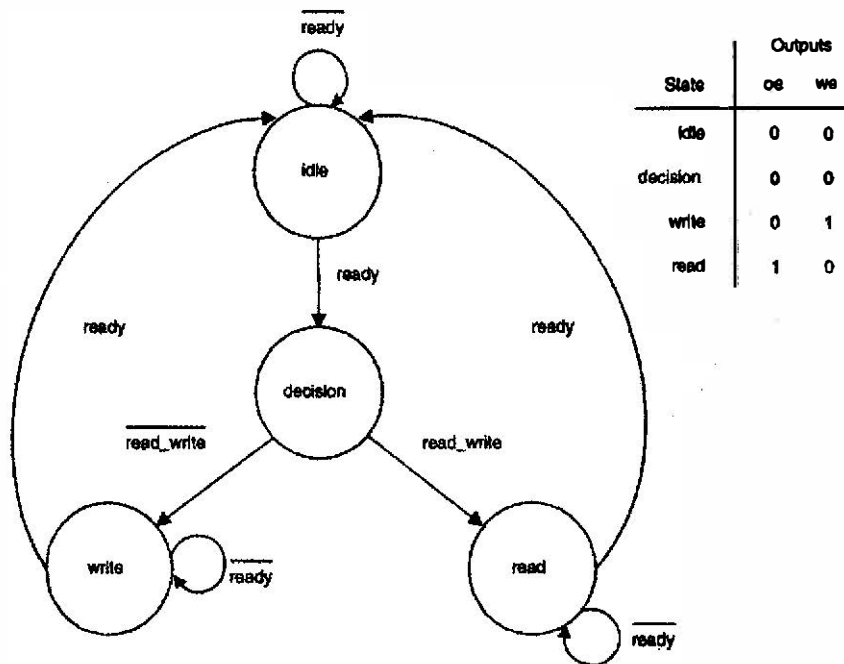 ready
Outputs
State oe we
idle 0 0
decision 0 0
write 0 1
read 1 0
idle
ready
ready
ready
decision
read_write
read_write
write
ready
read
ready